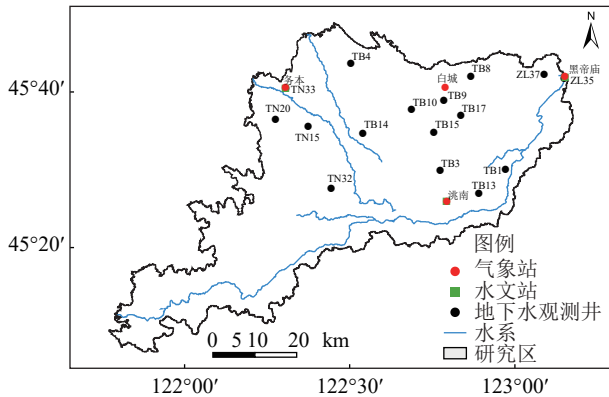 N
TB4
黑帝庙
务本
白城
TB8
ZL37
ZL35
45°40′
TN33
TB9
TB10
TN20
TB17
TN15
TB14
TB15
TB3
TB1
TN32
TB13
洮南
45°20′
图例
气象站
水文站
地下水观测井
水系
研究区
0 5 10 20 km
122°00′ 122°30′ 123°00′